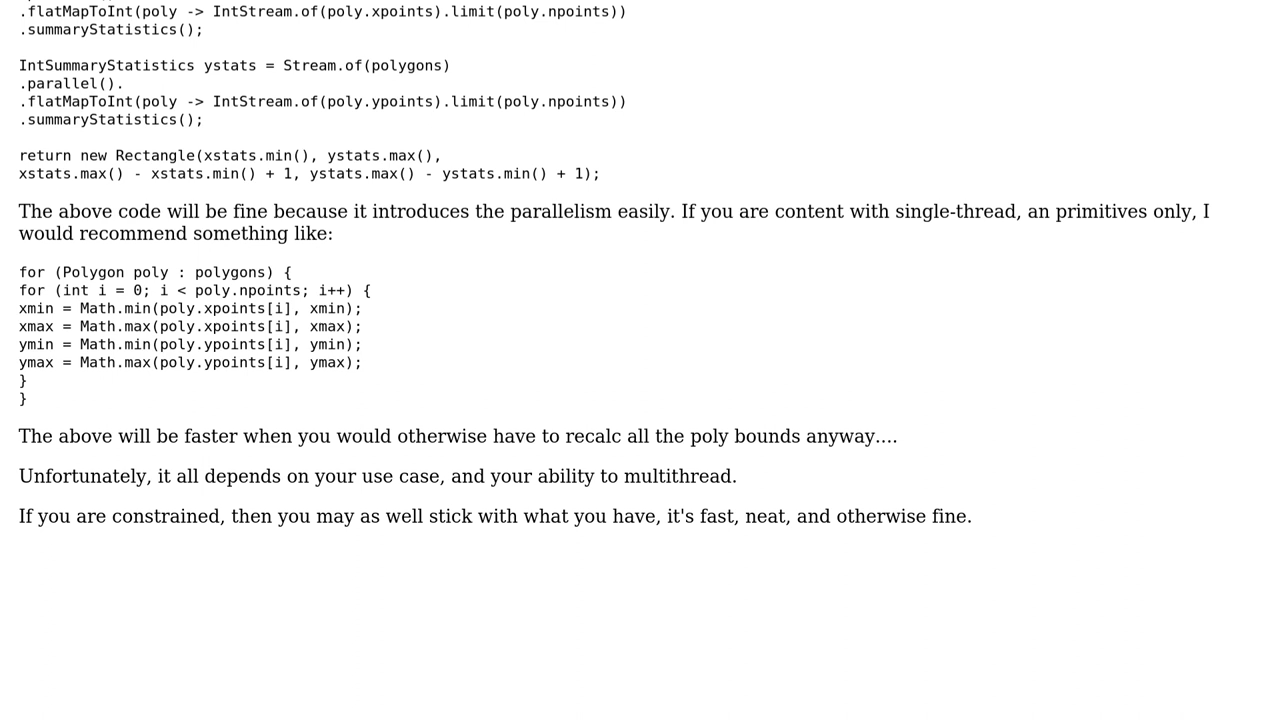 .flatMapToInt(poly -> IntStream.of(poly.xpoints).limit(poly.npoints))
.summaryStatistics();
IntSummaryStatistics ystats = Stream.of(polygons)
.parallel().
.flatMapToInt(poly -> IntStream.of(poly.ypoints).limit(poly.npoints))
.summaryStatistics();
return new Rectangle(xstats.min(), ystats.max(),
xstats.max() - xstats.min() + 1, ystats.max() - ystats.min() + 1);
The above code will be fine because it introduces the parallelism easily. If you are content with single-thread, an primitives only, I
would recommend something like:
for (Polygon poly : polygons) {
for (int i = 0; i < poly.npoints; i++) {
xmin = Math.min(poly.xpoints[i], xmin);
xmax = Math.max(poly.xpoints[i], xmax);
ymin = Math.min(poly.ypoints[i], ymin);
ymax = Math.max(poly.ypoints[i], ymax);
}
}
The above will be faster when you would otherwise have to recalc all the poly bounds anyway....
Unfortunately, it all depends on your use case, and your ability to multithread.
If you are constrained, then you may as well stick with what you have, it's fast, neat, and otherwise fine.